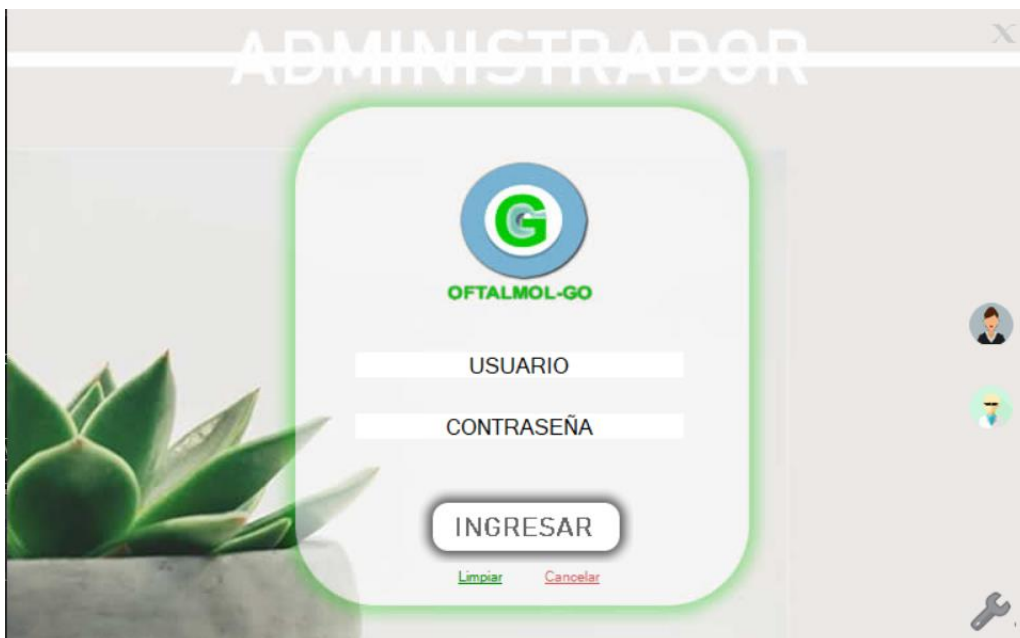 ADMINISTRADOR
X
G
OFTALMOL-GO
USUARIO
CONTRASEÑA
INGRESAR
Limpiar Cancelar